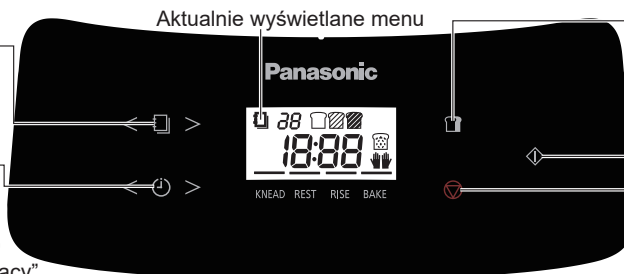 Aktualnie wyświetlane menu
Panasonic
38
18:88
KNEAD REST RISE BAKE
acy”